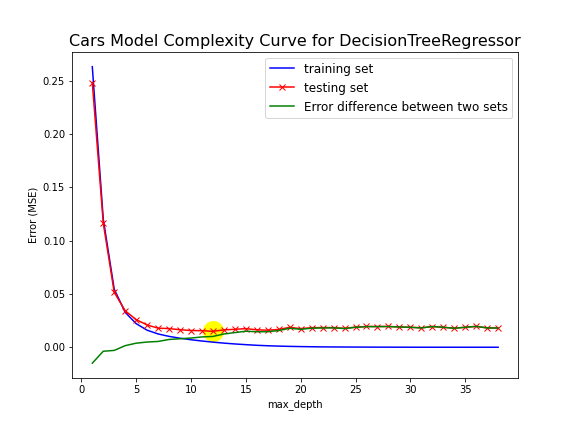 Cars Model Complexity Curve for DecisionTreeRegressor
training set
testing set
Error difference between two sets
Error (MSE)
0.25
0.20
0.15
0.10
0.05
0.00
0 5 10 15 20 25 30 35
max_depth